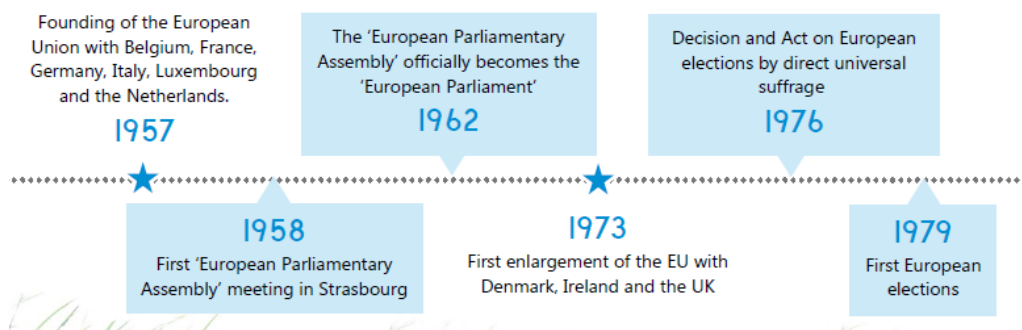 Founding of the European
Union with Belgium, France,
Germany, Italy, Luxembourg
and the Netherlands.
1957
1958
First ‘European Parliamentary
Assembly’ meeting in Strasbourg
The ‘European Parliamentary
Assembly’ officially becomes the
‘European Parliament’
1962
1973
First enlargement of the EU with
Denmark, Ireland and the UK
Decision and Act on European
elections by direct universal
suffrage
1976
1979
First European
elections